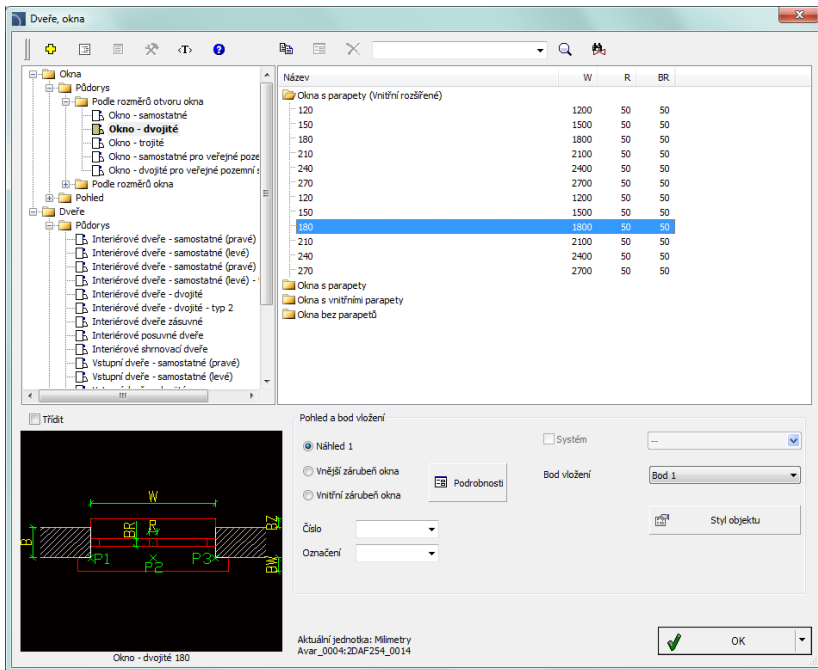 Dveře, okna
Okna
Půdorys
Podle rozměrů otvoru okna
Okno - samostatné
Okno - dvojité
Okno - trojité
Okno - samostatné pro veřejné poze
Okno - dvojité pro veřejné pozemní s
Podle rozměrů okna
Pohled
Dveře
Půdorys
Interiérové dveře - samostatné (pravé)
Interiérové dveře - samostatné (levé)
Interiérové dveře - samostatné (pravé)
Interiérové dveře - samostatné (levé) -
Interiérové dveře - dvojité
Interiérové dveře - dvojité - typ 2
Interiérové dveře zásuvné
Interiérové posuvné dveře
Interiérové shrnovací dveře
Vstupní dveře - samostatné (pravé)
Vstupní dveře - samostatné (levé)
Název W R BR
Okna s parapety (Vnitřní rozšířené)
120 1200 50 50
150 1500 50 50
180 1800 50 50
210 2100 50 50
240 2400 50 50
270 2700 50 50
120 1200 50 50
150 1500 50 50
180 1800 50 50
210 2100 50 50
240 2400 50 50
270 2700 50 50
Okna s parapety
Okna s vnitřními parapety
Okna bez parapetů
Třídit
W
B BR R BZ
P1 P2 P3 BW
Okno - dvojité 180
Pohled a bod vložení
Náhled 1
Vnější zárubeň okna
Vnitřní zárubeň okna
Podrobnosti
Číslo
Označení
Systém --
Bod vložení Bod 1
Styl objektu
Aktuální jednotka: Milimetry
Avar_0004:2DAF254_0014
OK